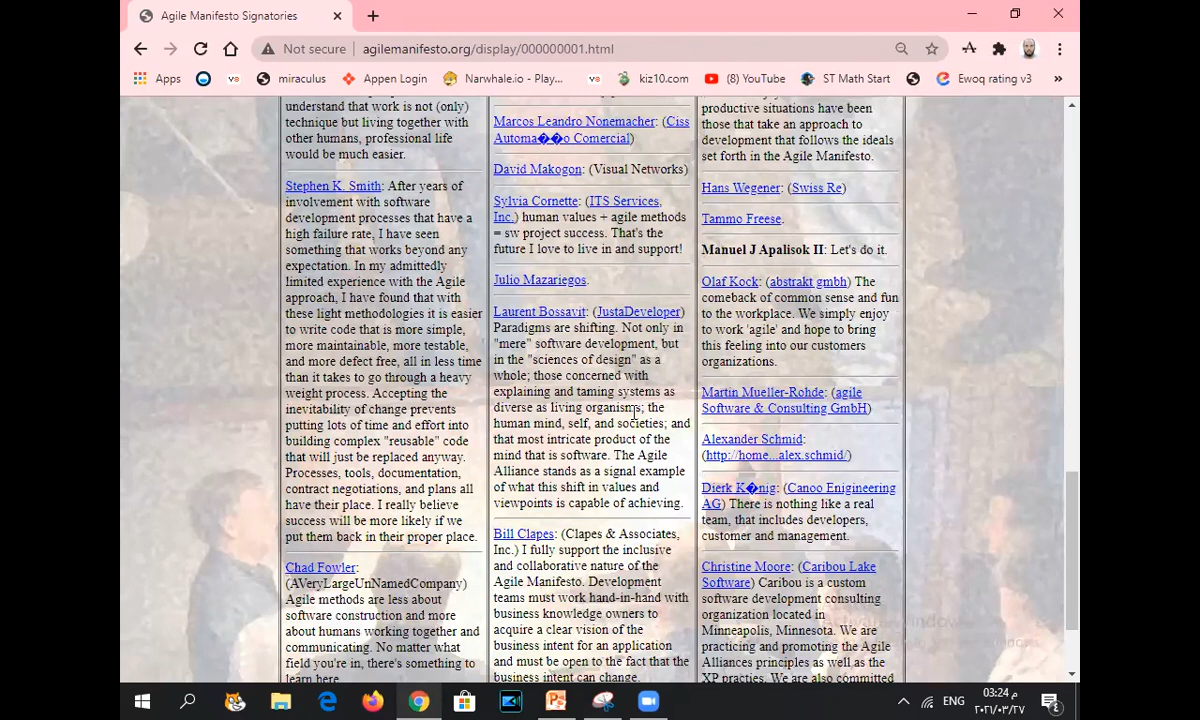 Agile Manifesto Signatories
Not secure
agilemanifesto.org/display/000000001.html
Apps
miraculus
Appen Login
Narwhale.io - Play...
kiz10.com
(8) YouTube
ST Math Start
Ewoq rating v3
»
understand that work is not (only)
technique but living together with
other humans, professional life
would be much easier.
Stephen K. Smith: After years of
involvement with software
development processes that have a
high failure rate, I have seen
something that works beyond any
expectation. In my admittedly
limited experience with the Agile
approach, I have found that with
these light methodologies it is easier
to write code that is more simple,
more maintainable, more testable,
and more defect free, all in less time
than it takes to go through a heavy
weight process. Accepting the
inevitability of change prevents
putting lots of time and effort into
building complex "reusable" code
that will just be replaced anyway.
Processes, tools, documentation,
contract negotiations, and plans all
have their place. I really believe
success will be more likely if we
put them back in their proper place.
Chad Fowler:
(AVeryLargeUnNamedCompany)
Agile methods are less about
software construction and more
about humans working together and
communicating. No matter what
field you're in, there's something to
learn here.
Marcos Leandro Nonemacher: (Ciss
Automa��o Comercial)
David Makogon: (Visual Networks)
Sylvia Cornette: (ITS Services,
Inc.) human values + agile methods
= sw project success. That's the
future I love to live in and support!
Julio Mazariegos.
Laurent Bossavit: (JustaDeveloper)
Paradigms are shifting. Not only in
"mere" software development, but
in the "sciences of design" as a
whole; those concerned with
explaining and taming systems as
diverse as living organisms; the
human mind, self, and societies; and
that most intricate product of the
mind that is software. The Agile
Alliance stands as a signal example
of what this shift in values and
viewpoints is capable of achieving.
Bill Clapes: (Clapes & Associates,
Inc.) I fully support the inclusive
and collaborative nature of the
Agile Manifesto. Development
teams must work hand-in-hand with
business knowledge owners to
acquire a clear vision of the
business intent for an application
and must be open to the fact that the
business intent can change.
productive situations have been
those that take an approach to
development that follows the ideals
set forth in the Agile Manifesto.
Hans Wegener: (Swiss Re)
Tammo Freese.
Manuel J Apalisok II: Let's do it.
Olaf Kock: (abstrakt gmbh) The
comeback of common sense and fun
to the workplace. We simply enjoy
to work 'agile' and hope to bring
this feeling into our customers
organizations.
Martin Mueller-Rohde: (agile
Software & Consulting GmbH)
Alexander Schmid:
(http://home...alex.schmid/)
Dierk K�nig: (Canoo Enigineering
AG) There is nothing like a real
team, that includes developers,
customer and management.
Christine Moore: (Caribou Lake
Software) Caribou is a custom
software development consulting
organization located in
Minneapolis, Minnesota. We are
practicing and promoting the Agile
Alliances principles as well as the
XP practies. We are also committed
ENG
03:24 م
٢٠٢١/٠٣/٢٧